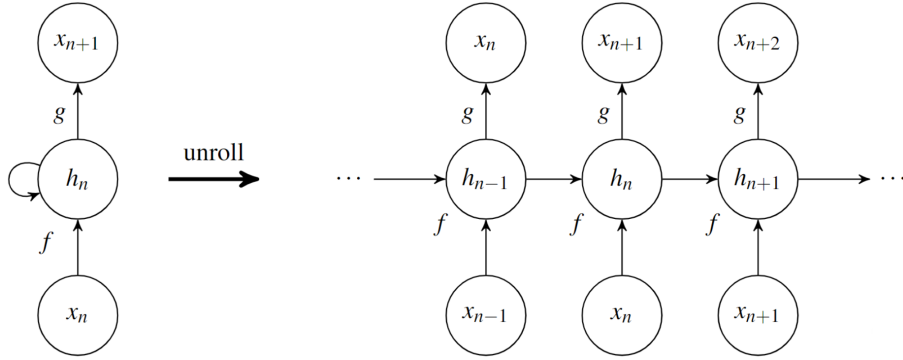 x_{n+1} x_n x_{n+1} x_{n+2}
g g g g
unroll
h_n ··· h_{n-1} h_n h_{n+1} ···
f f f f
x_n x_{n-1} x_n x_{n+1}